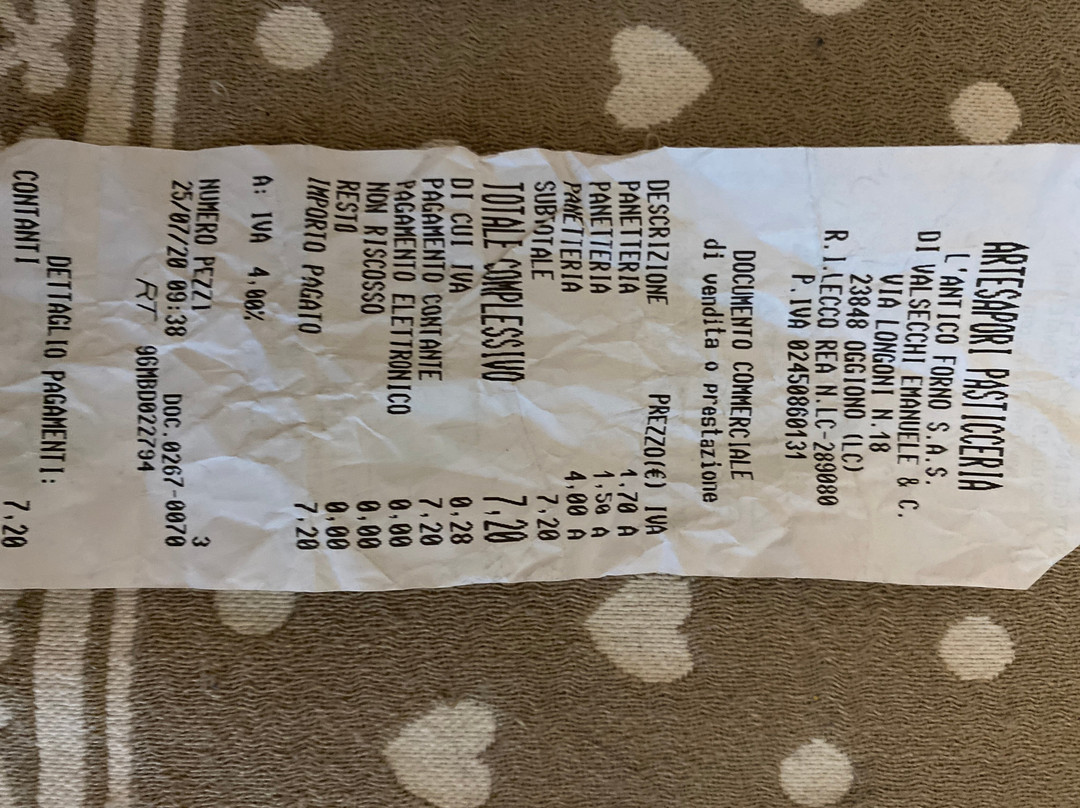 ARTESAPORI PASTICCERIA
L'ANTICO FORNO S.A.S.
DI VALSECCHI EMANUELE & C.
VIA LONGONI N.18
23848 OGGIONO (LC)
R.I.LECCO REA N.LC-289080
P.IVA 02450860131
DOCUMENTO COMMERCIALE
di vendita o prestazione
DESCRIZIONE PREZZO(€) IVA
PANETTERIA 1,70 A
PANETTERIA 1,50 A
PANETTERIA 4,00 A
SUBTOTALE 7,20
TOTALE COMPLESSIVO 7,20
DI CUI IVA 0,28
PAGAMENTO CONTANTE 7,20
PAGAMENTO ELETTRONICO 0,00
NON RISCOSSO 0,00
RESTO 0,00
IMPORTO PAGATO 7,20
A: IVA 4,00%
NUMERO PEZZI 3
25/07/20 09:38 DOC.0267-0070
RT 96MBD022794
DETTAGLIO PAGAMENTI:
CONTANTI 7,20